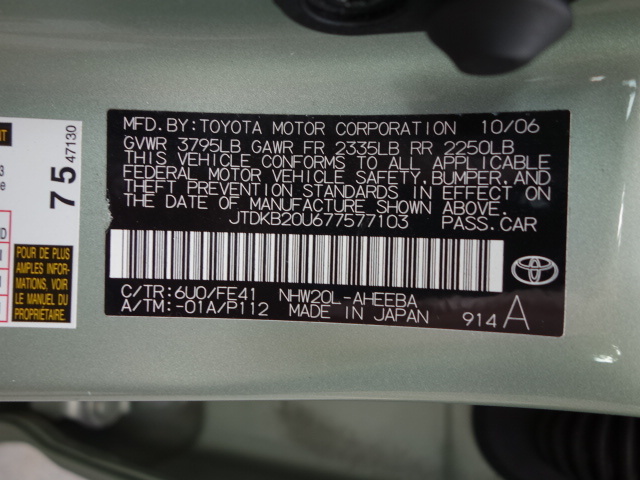 MFD.BY:TOYOTA MOTOR CORPORATION 10/06
GVWR 3795LB GAWR FR 2335LB RR 2250LB
THIS VEHICLE CONFORMS TO ALL APPLICABLE
FEDERAL MOTOR VEHICLE SAFETY,BUMPER,AND
THEFT PREVENTION STANDARDS IN EFFECT ON
THE DATE OF MANUFACTURE SHOWN ABOVE.
JTDKB20U677577103 PASS.CAR
C/TR:6U0/FE41 NHW20L-AHEEBA
A/TM:-01A/P112 MADE IN JAPAN 914 A
75 47130
POUR DE PLUS
AMPLES INFOR-
MATIONS, VOIR
LE MANUEL DU
PROPRIÉTAIRE.